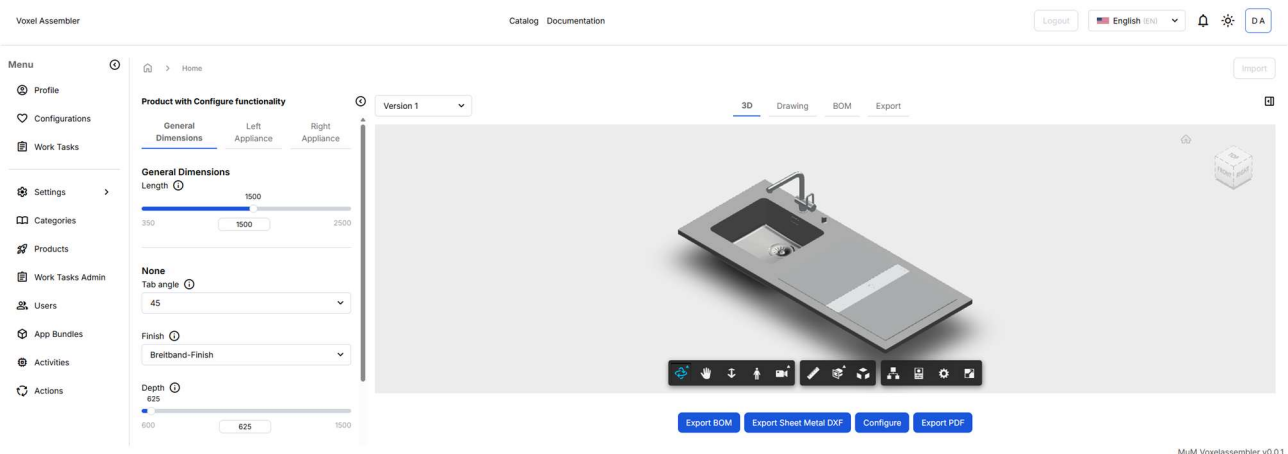 Voxel Assembler
Catalog Documentation
Logout
English (EN)
D A
Menu
Profile
Configurations
Work Tasks
Settings
Categories
Products
Work Tasks Admin
Users
App Bundles
Activities
Actions
Home
Import
Product with Configure functionality
General Dimensions
Left Appliance
Right Appliance
General Dimensions
Length
1500
350 1500 2500
None
Tab angle
45
Finish
Breitband-Finish
Depth
625
600 625 1500
Version 1
3D Drawing BOM Export
TOP
FRONT RIGHT
Export BOM Export Sheet Metal DXF Configure Export PDF
MuM Voxelassembler v0.0.1